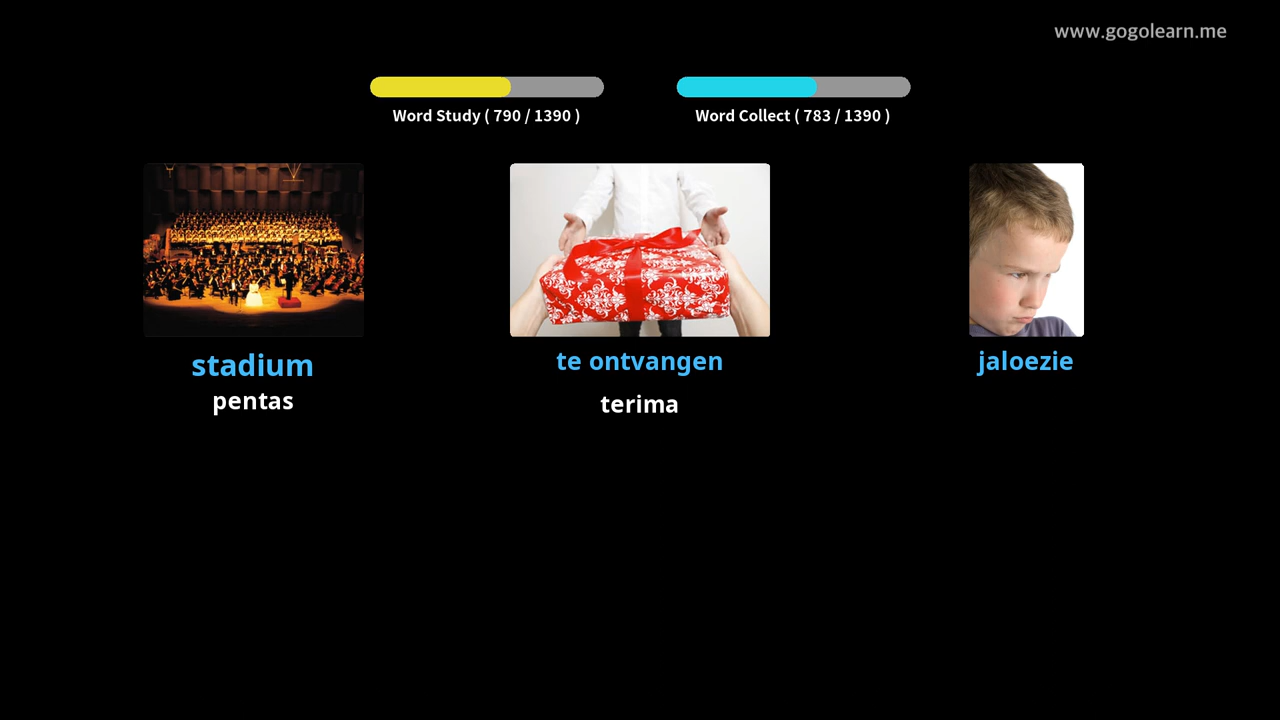 www.gogolearn.me
Word Study ( 790 / 1390 )
Word Collect ( 783 / 1390 )
stadium
pentas
te ontvangen
terima
jaloezie